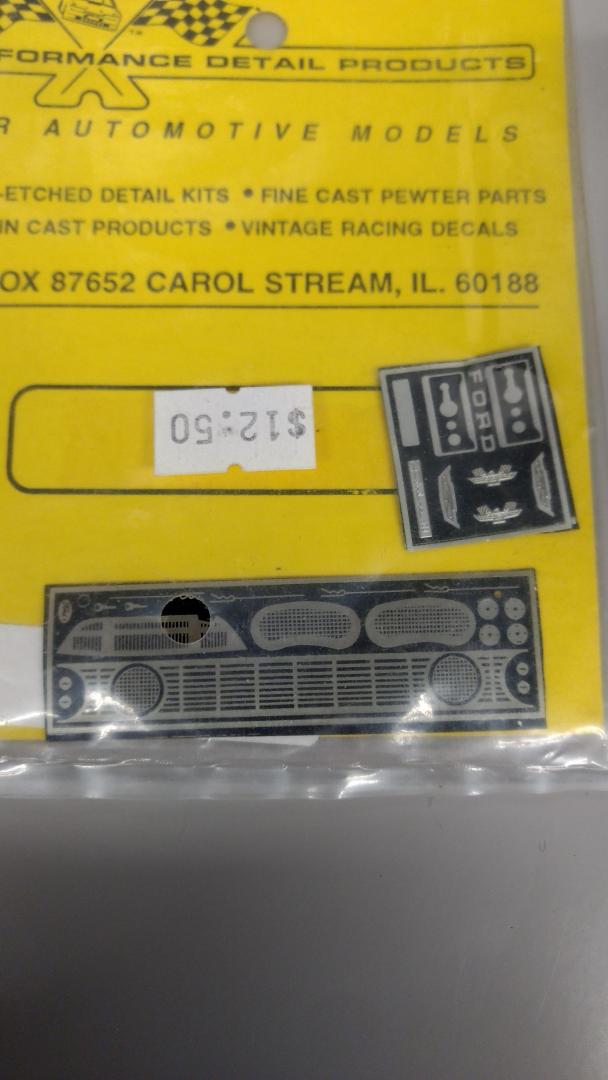 FORMANCE DETAIL PRODUCTS
TM
R AUTOMOTIVE MODELS
-ETCHED DETAIL KITS • FINE CAST PEWTER PARTS
IN CAST PRODUCTS • VINTAGE RACING DECALS
OX 87652 CAROL STREAM, IL. 60188
$12.50
FORD